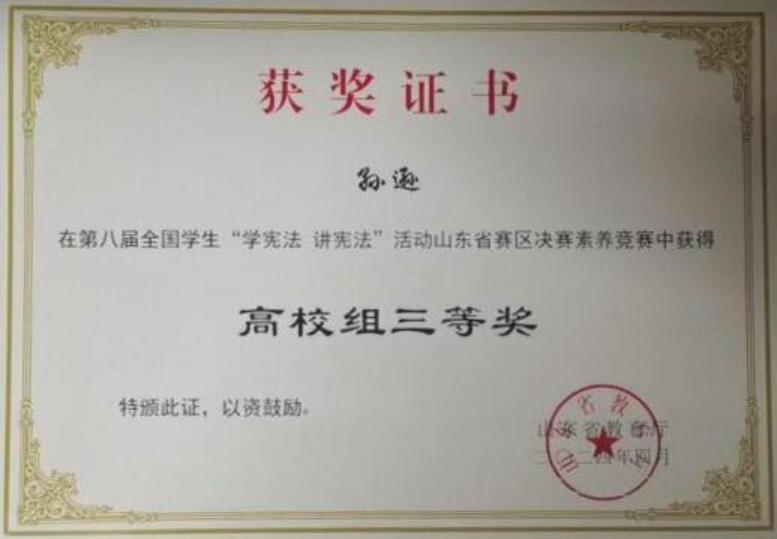 获奖证书
孙逊
在第八届全国学生“学宪法 讲宪法”活动山东省赛区决赛素养竞赛中获得
高校组三等奖
特颁此证，以资鼓励。
山东省教育厅
二〇二四年四月